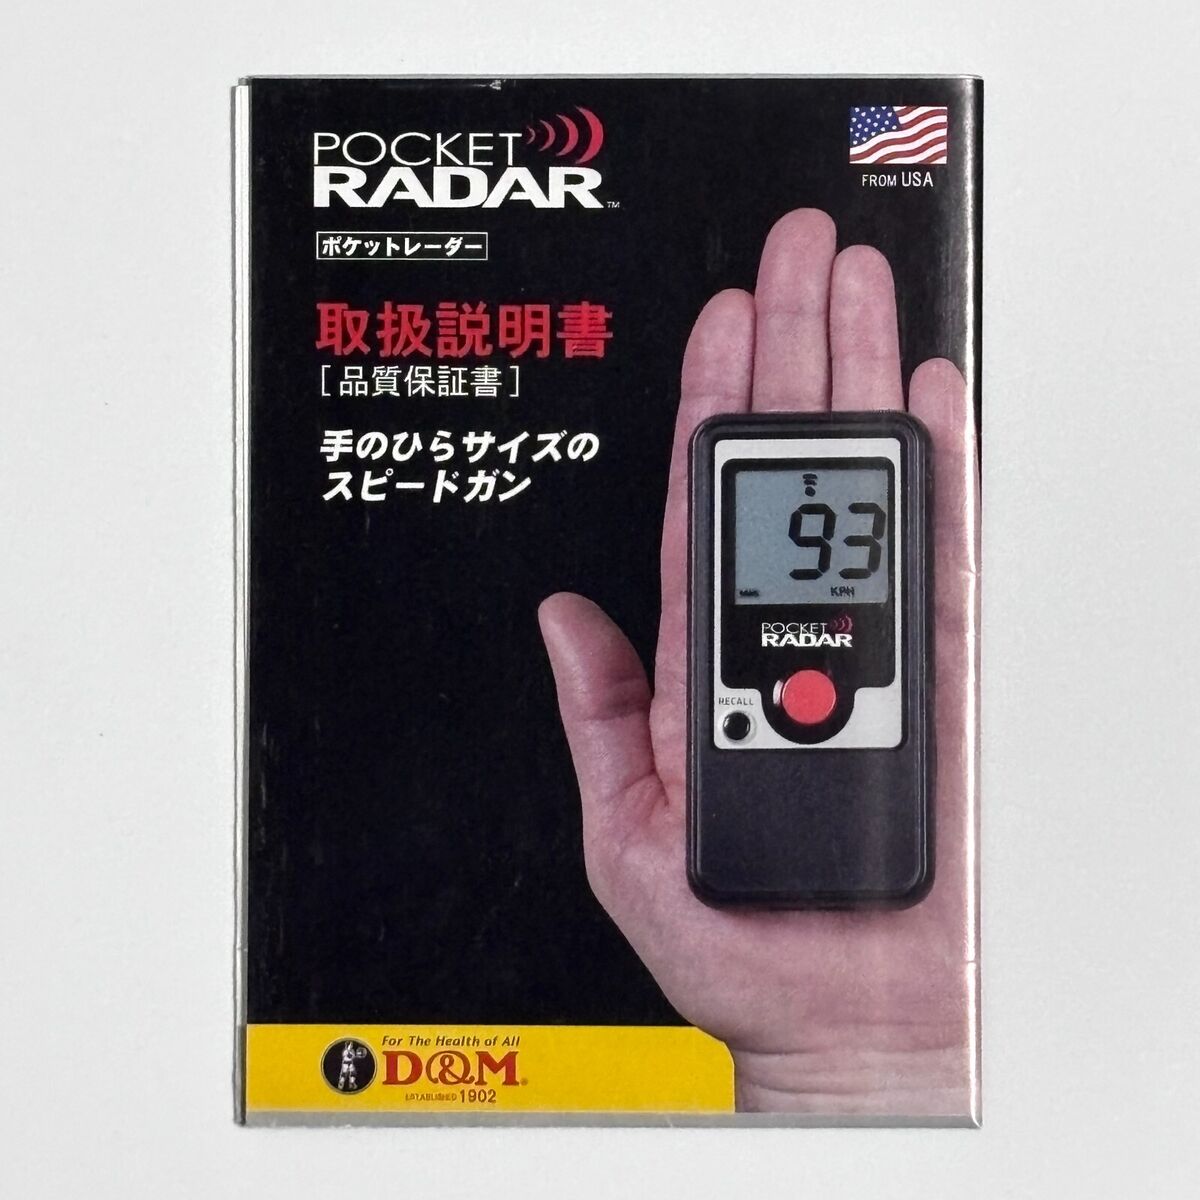 POCKET
RADAR™
ポケットレーダー
FROM USA
取扱説明書
[品質保証書]
手のひらサイズの
スピードガン
93
KPH
POCKET
RADAR
RECALL
For The Health of All
D&M®
ESTABLISHED 1902